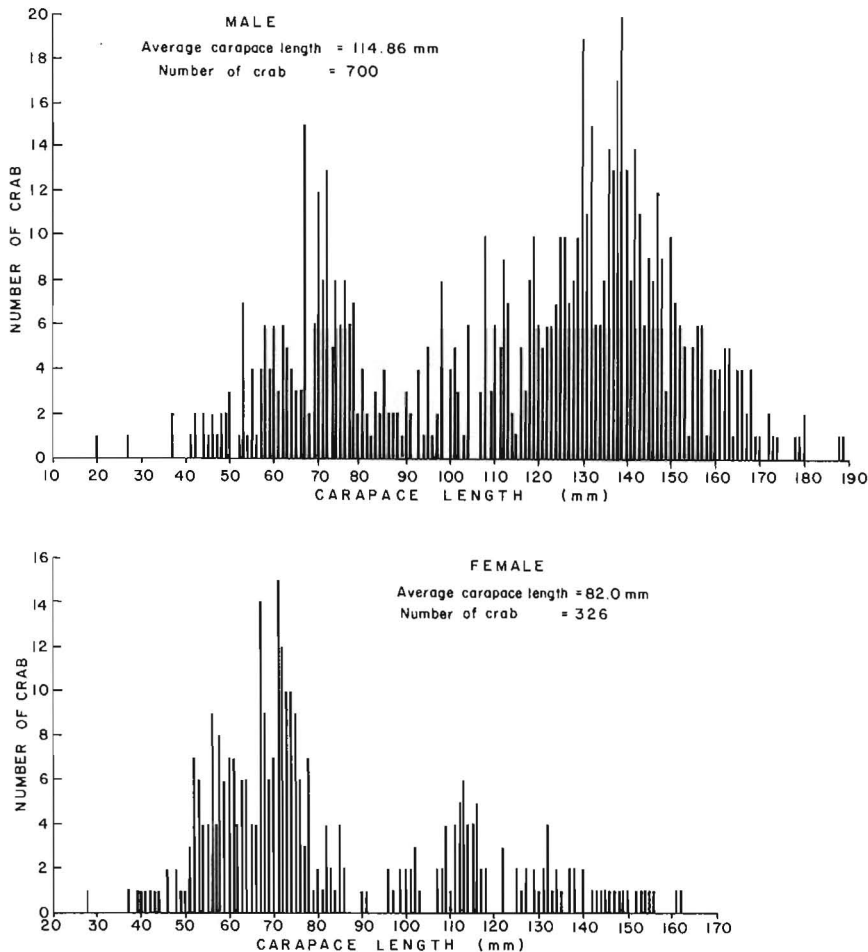 MALE
Average carapace length = 114.86 mm
Number of crab = 700
NUMBER OF CRAB
20
18
16
14
12
10
8
6
4
2
0
10 20 30 40 50 60 70 80 90 100 110 120 130 140 150 160 170 180 190
CARAPACE LENGTH (mm)
FEMALE
Average carapace length = 82.0 mm
Number of crab = 326
NUMBER OF CRAB
16
14
12
10
8
6
4
2
0
20 30 40 50 60 70 80 90 100 110 120 130 140 150 160 170
CARAPACE LENGTH (mm)